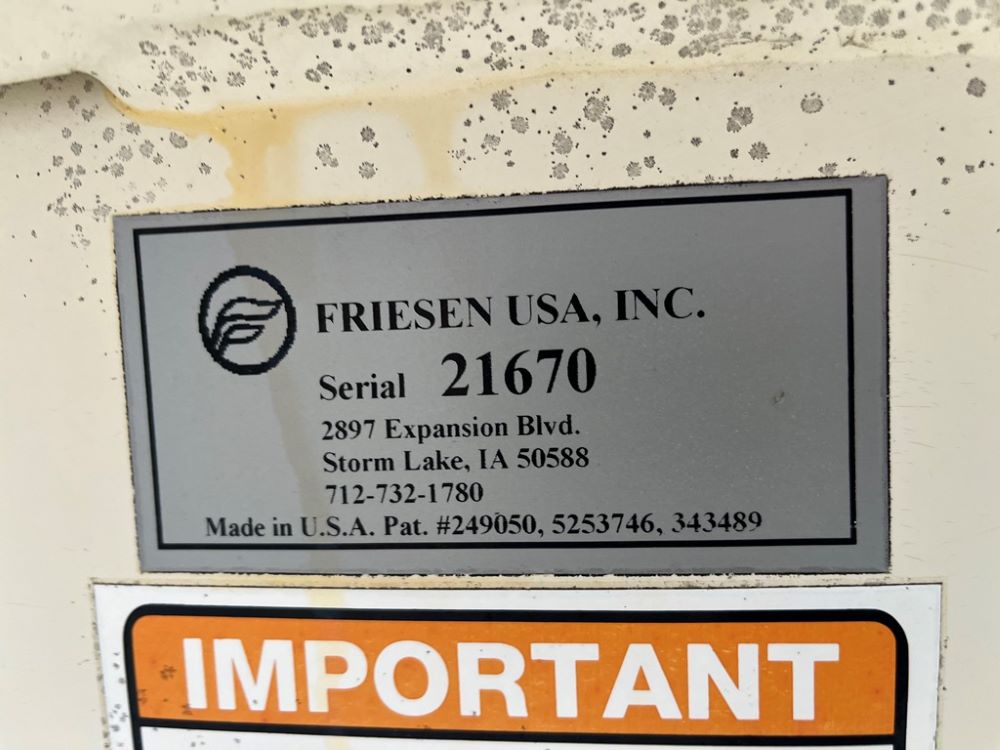 FRIESEN USA, INC.
Serial 21670
2897 Expansion Blvd.
Storm Lake, IA 50588
712-732-1780
Made in U.S.A. Pat. #249050, 5253746, 343489
IMPORTANT